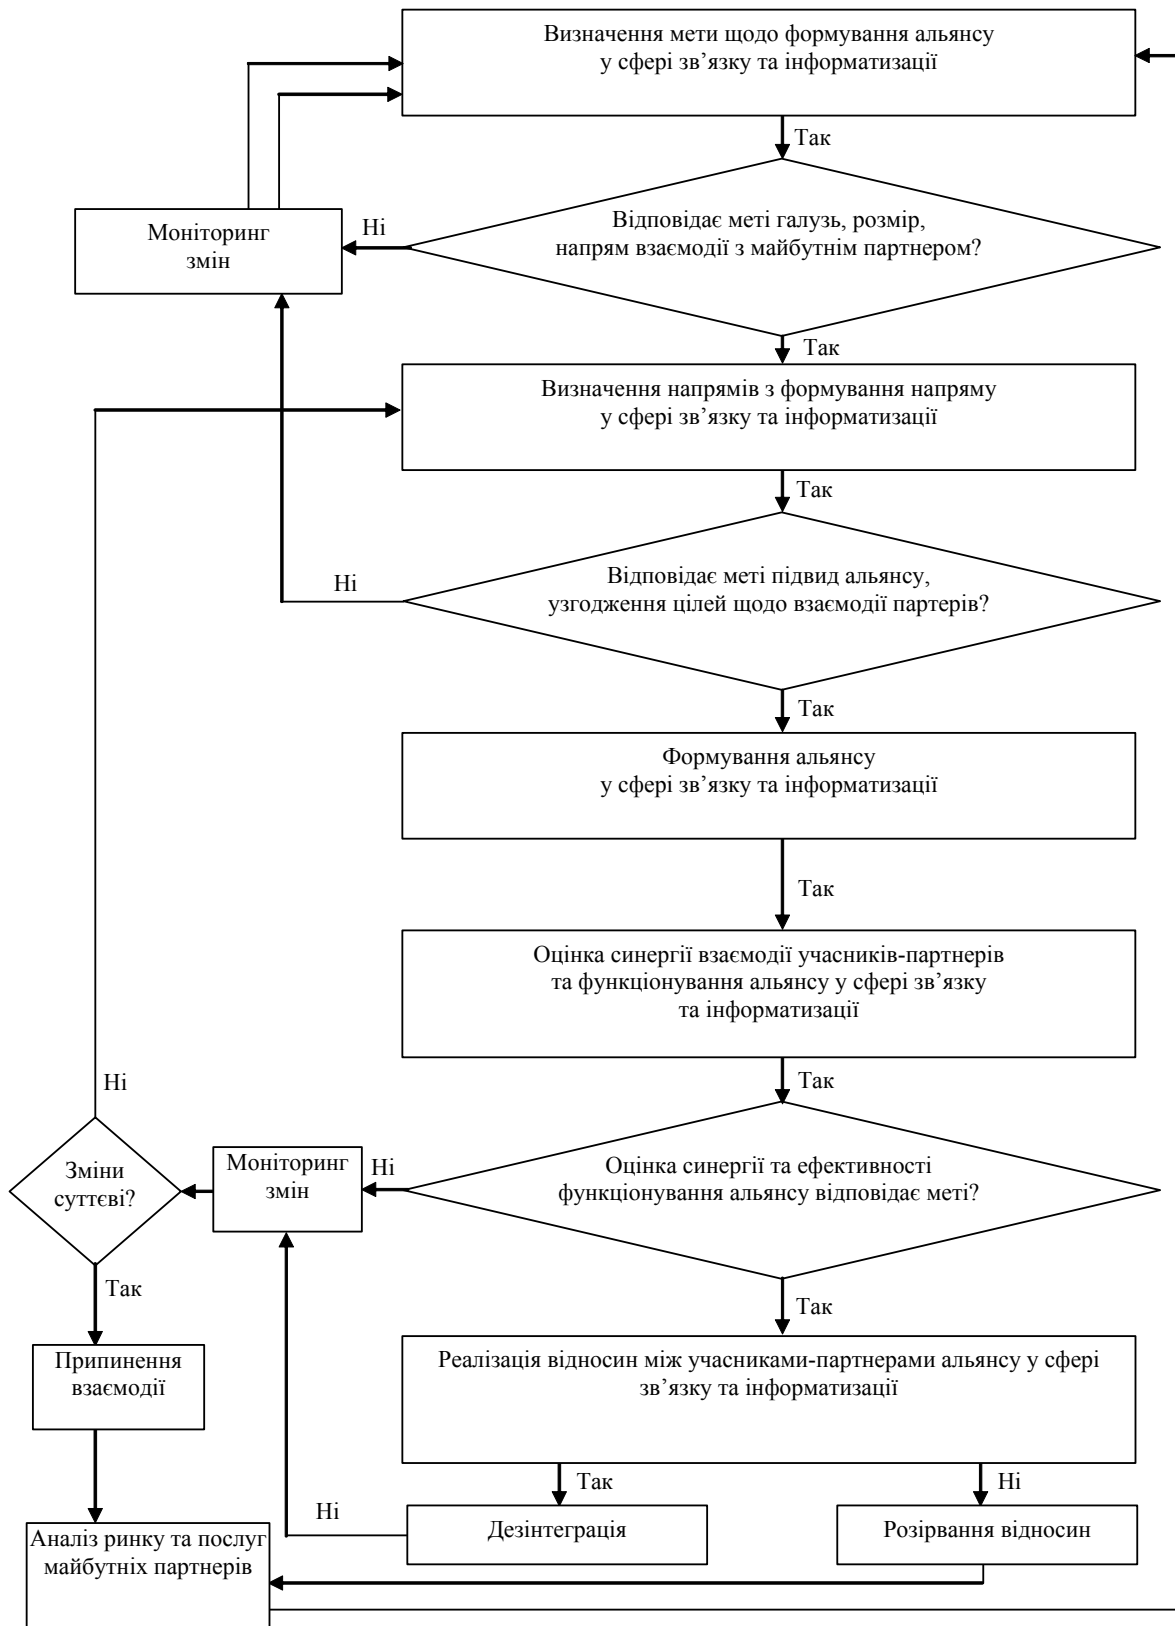 Визначення мети щодо формування альянсу
у сфері зв’язку та інформатизації
Так
Відповідає меті галузь, розмір,
напрям взаємодії з майбутнім партнером?
Ні
Моніторинг
змін
Так
Визначення напрямів з формування напряму
у сфері зв’язку та інформатизації
Так
Відповідає меті підвид альянсу,
узгодження цілей щодо взаємодії партерів?
Ні
Так
Формування альянсу
у сфері зв’язку та інформатизації
Так
Оцінка синергії взаємодії учасників-партнерів
та функціонування альянсу у сфері зв’язку
та інформатизації
Так
Оцінка синергії та ефективності
функціонування альянсу відповідає меті?
Ні
Моніторинг
змін
Зміни
суттєві?
Ні
Так
Припинення
взаємодії
Так
Реалізація відносин між учасниками-партнерами альянсу у сфері
зв’язку та інформатизації
Так
Ні
Дезінтеграція
Ні
Розірвання відносин
Аналіз ринку та послуг
майбутніх партнерів